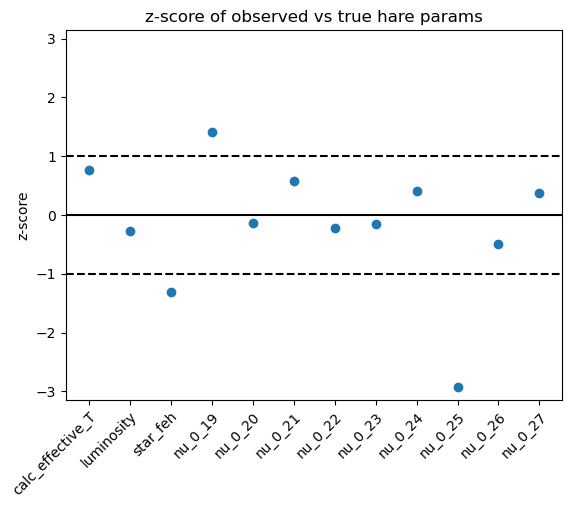 z-score of observed vs true hare params
3
2
1
0
−1
−2
−3
z-score
calc_effective_T
luminosity
star_feh
nu_0_19
nu_0_20
nu_0_21
nu_0_22
nu_0_23
nu_0_24
nu_0_25
nu_0_26
nu_0_27